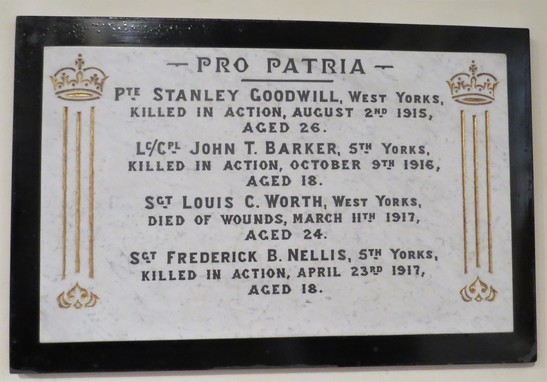 — PRO PATRIA —
PTE STANLEY GOODWILL, WEST YORKS,
KILLED IN ACTION, AUGUST 2ND 1915,
AGED 26.
LC/CPL JOHN T. BARKER, 5TH YORKS,
KILLED IN ACTION, OCTOBER 9TH 1916,
AGED 18.
SGT LOUIS C. WORTH, WEST YORKS,
DIED OF WOUNDS, MARCH 11TH 1917,
AGED 24.
SGT FREDERICK B. NELLIS, 5TH YORKS,
KILLED IN ACTION, APRIL 23RD 1917,
AGED 18.